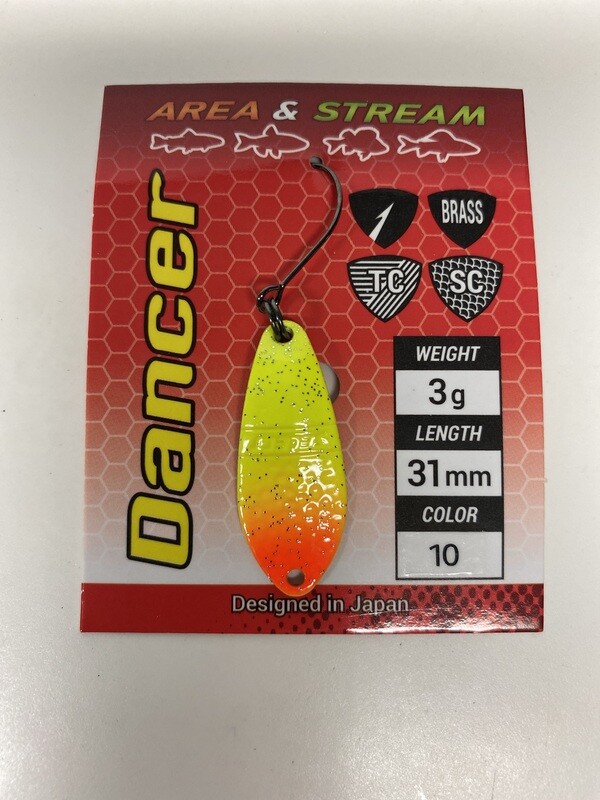 AREA & STREAM
Dancer
BRASS
TC
SC
WEIGHT
3g
LENGTH
31mm
COLOR
10
Designed in Japan